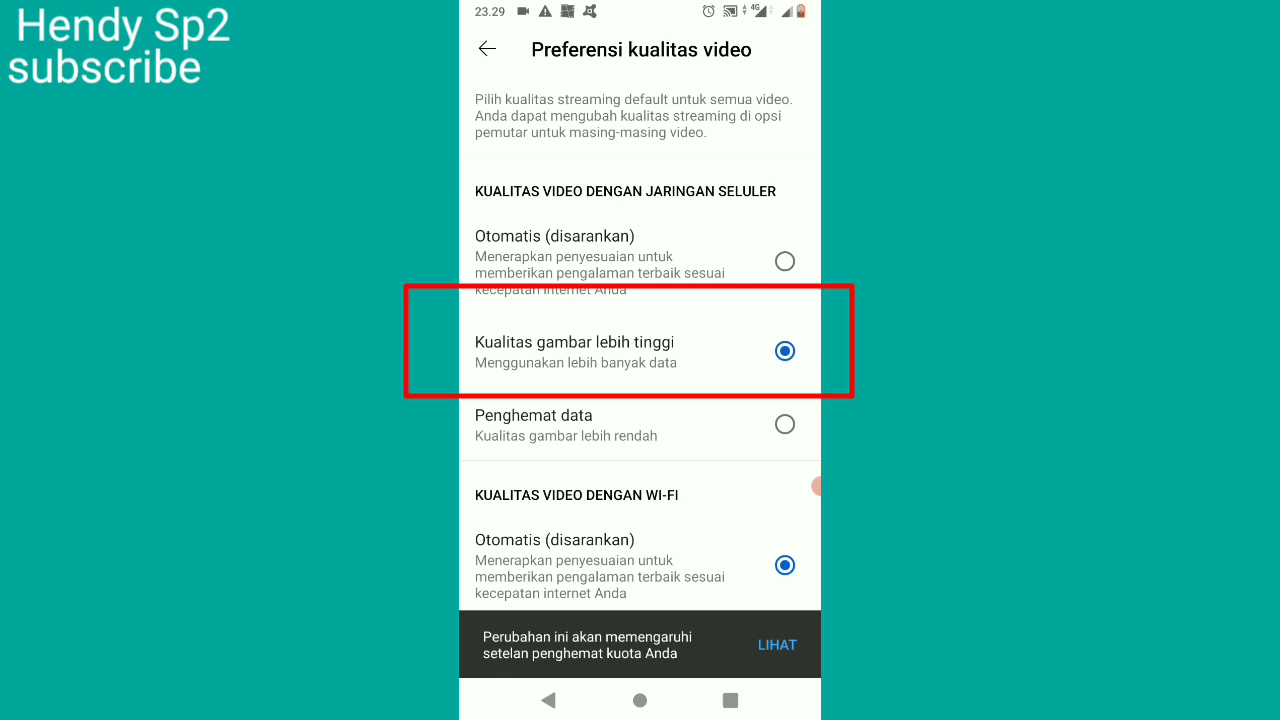 Hendy Sp2
subscribe
23.29
4G
Preferensi kualitas video
Pilih kualitas streaming default untuk semua video.
Anda dapat mengubah kualitas streaming di opsi
pemutar untuk masing-masing video.
KUALITAS VIDEO DENGAN JARINGAN SELULER
Otomatis (disarankan)
Menerapkan penyesuaian untuk
memberikan pengalaman terbaik sesuai
kecepatan internet Anda
Kualitas gambar lebih tinggi
Menggunakan lebih banyak data
Penghemat data
Kualitas gambar lebih rendah
KUALITAS VIDEO DENGAN WI-FI
Otomatis (disarankan)
Menerapkan penyesuaian untuk
memberikan pengalaman terbaik sesuai
kecepatan internet Anda
Perubahan ini akan memengaruhi
setelan penghemat kuota Anda
LIHAT